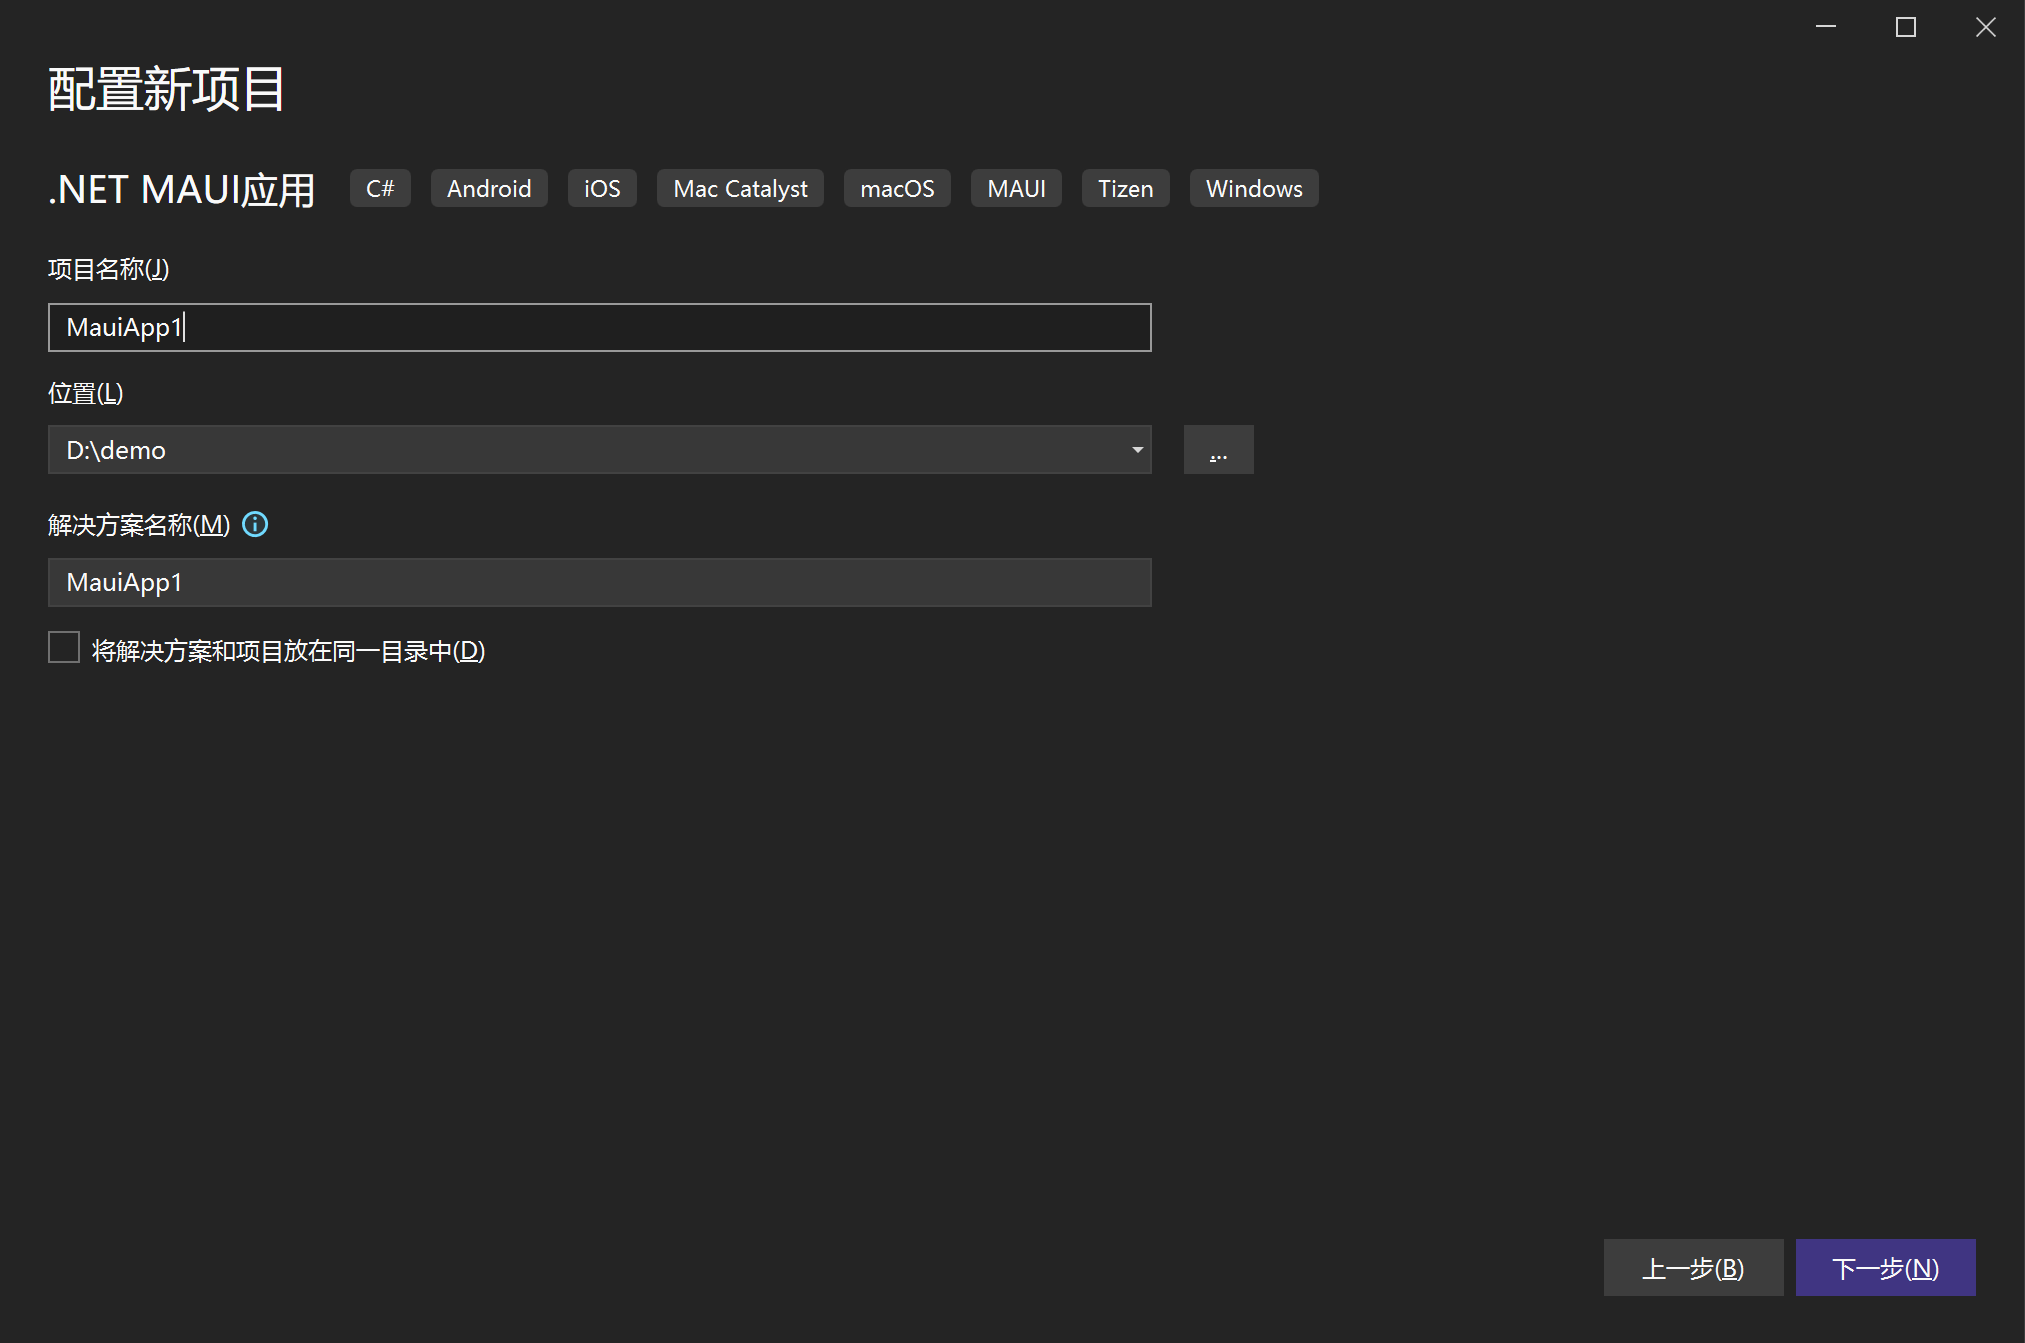 配置新项目
.NET MAUI应用 C# Android iOS Mac Catalyst macOS MAUI Tizen Windows
项目名称(J)
MauiApp1
位置(L)
D:\demo ...
解决方案名称(M)
MauiApp1
将解决方案和项目放在同一目录中(D)
上一步(B) 下一步(N)